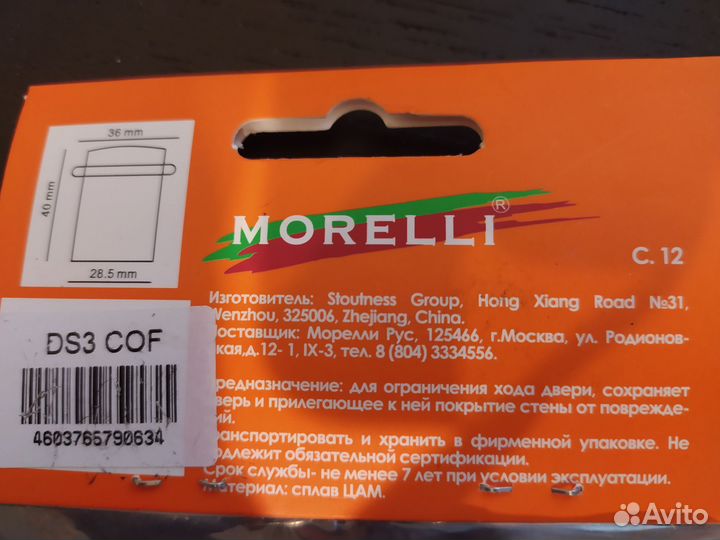 36 mm
40 mm
28.5 mm
MORELLI®
C. 12
DS3 COF
4603765790634
Изготовитель: Stoutness Group, Hong Xiang Road №31,
Wenzhou, 325006, Zhejiang, China.
Поставщик: Морелли Рус, 125466, г.Москва, ул. Родионов-
ская,д.12- 1, IX-3, тел. 8 (804) 3334556.
Предназначение: для ограничения хода двери, сохраняет
дверь и прилегающее к ней покрытие стены от поврежде-
ний.
Транспортировать и хранить в фирменной упаковке. Не
подлежит обязательной сертификации.
Срок службы- не менее 7 лет при условии эксплуатации.
Материал: сплав ЦАМ.
Avito